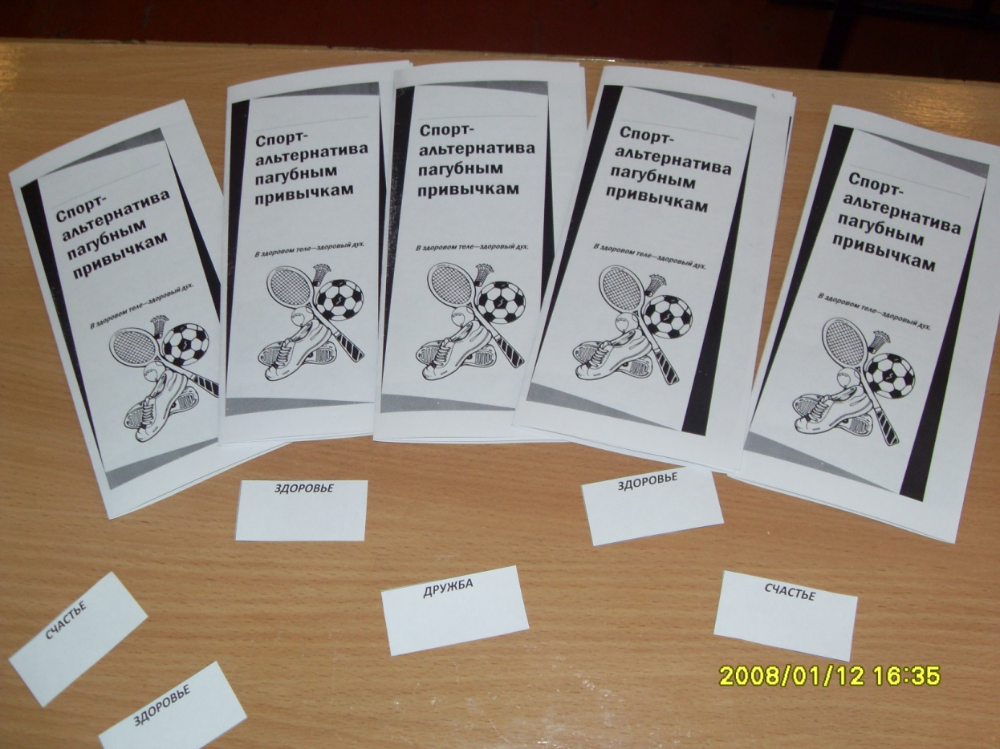 Спорт-
альтернатива
пагубным
привычкам
В здоровом теле—здоровый дух.
Спорт-
альтернатива
пагубным
привычкам
В здоровом теле—здоровый дух.
Спорт-
альтернатива
пагубным
привычкам
В здоровом теле—здоровый дух.
Спорт-
альтернатива
пагубным
привычкам
В здоровом теле—здоровый дух.
Спорт-
альтернатива
пагубным
привычкам
В здоровом теле—здоровый дух.
ЗДОРОВЬЕ
ЗДОРОВЬЕ
СЧАСТЬЕ
ДРУЖБА
СЧАСТЬЕ
ЗДОРОВЬЕ
2008/01/12 16:35